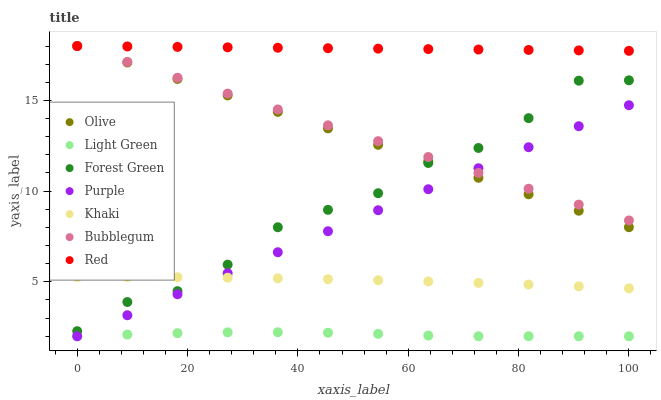 title
yaxis_label
15
10
5
Olive
Light Green
Forest Green
Purple
Khaki
Bubblegum
Red
0
20
40
60
80
100
xaxis_label